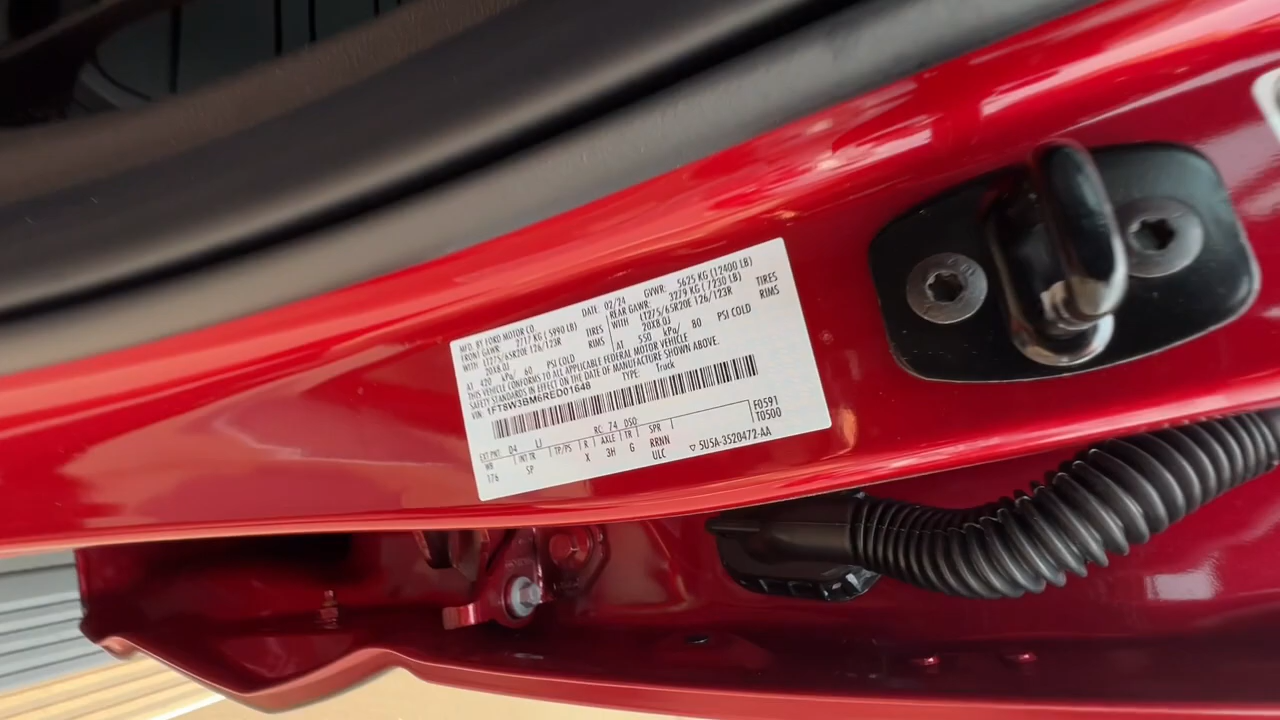 MFD. BY FORD MOTOR CO. DATE: 02/24 GVWR: 5625 KG (12400 LB)
FRONT GAWR: 2717 KG (5990 LB) REAR GAWR: 3279 KG (7230 LB)
WITH LT275/65R20E 126/123R TIRES WITH LT275/65R20E 126/123R TIRES
20X8.0J RIMS 20X8.0J RIMS
AT 420 kPa/ 60 PSI COLD AT 550 kPa/ 80 PSI COLD
THIS VEHICLE CONFORMS TO ALL APPLICABLE FEDERAL MOTOR VEHICLE
SAFETY STANDARDS IN EFFECT ON THE DATE OF MANUFACTURE SHOWN ABOVE.
VIN: 1FT8W3BM6RED01648 TYPE: Truck
EXT PNT: D4 RC: 74 DSO: F0591
T0500
WB INT TR TP/PS R AXLE TR SPR
176 SP X 3H G RRNN
ULC ▽ SU5A-3520472-AA